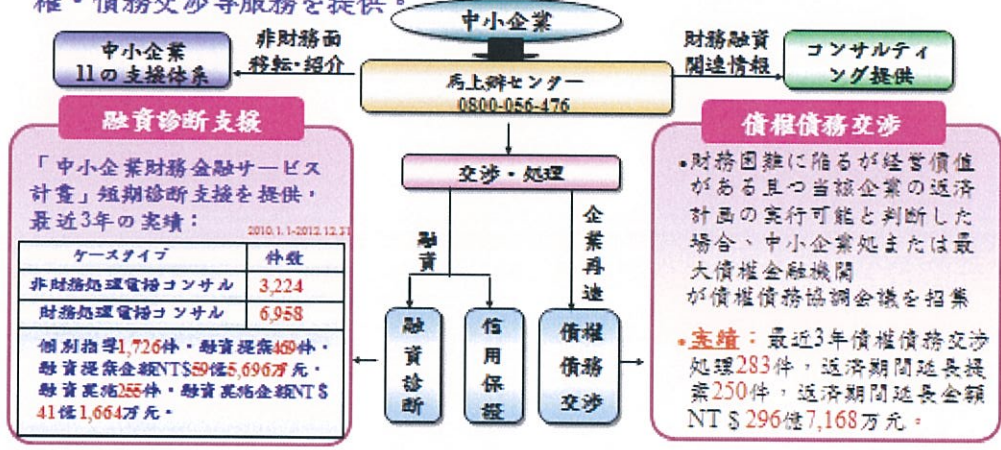 権・債務交渉等服務を提供。
中小企業
中小企業
11の支援体系
非財務面
移転・紹介
馬上辦センター
0800-056-476
財務融資
関連情報
コンサルティ
ング提供
融資診断支援
「中小企業財務金融サービス
計畫」短期診断支援を提供，
最近3年の実績：
2010.1.1-2012.12.31
ケースタイプ 件数
非財務処理電話コンサル 3,224
財務処理電話コンサル 6,958
個別指導1,726件・融資提案469件・
融資提案金額NT$59億5,696万元・
融資実施255件・融資実施金額NT$
41億1,664万元・
交渉・処理
融資
企業再造
融資診断
信用保證
債権債務交渉
債権債務交渉
•財務困難に陥るが経営価値
がある且つ当該企業の返済
計画の実行可能と判断した
場合、中小企業処または最
大債権金融機関
が債権債務協調会議を招集
•実績：最近3年債権債務交渉
処理283件，返済期間延長提
案250件，返済期間延長金額
NT$296億7,168万元。